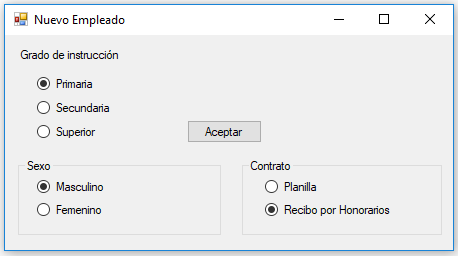 Nuevo Empleado
Grado de instrucción
Primaria
Secundaria
Superior
Aceptar
Sexo
Masculino
Femenino
Contrato
Planilla
Recibo por Honorarios